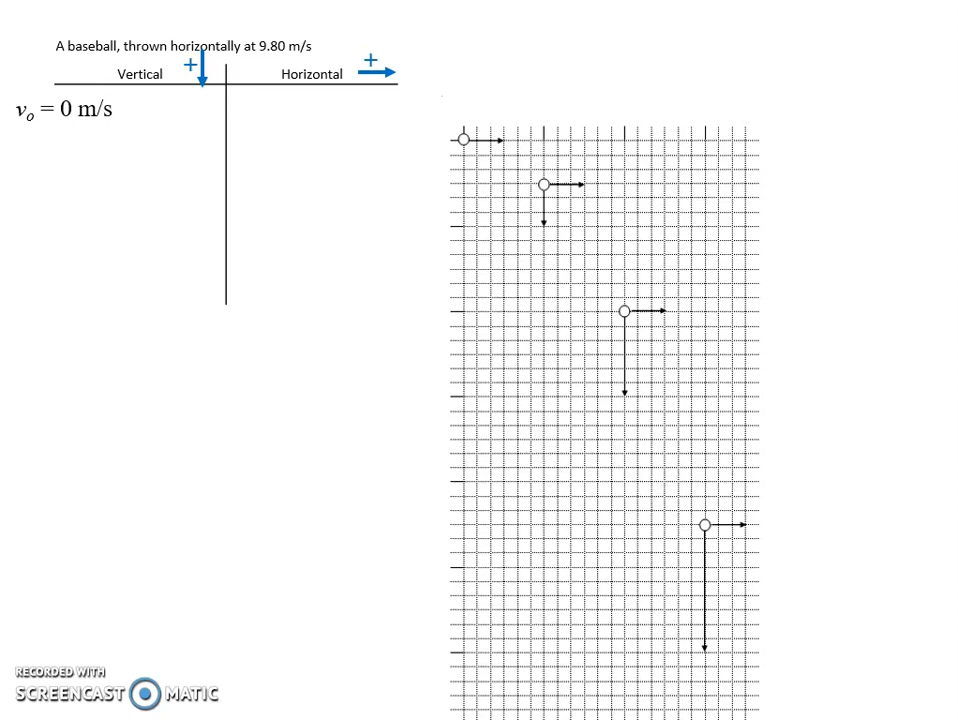 A baseball, thrown horizontally at 9.80 m/s
+ +
Vertical Horizontal
vₒ = 0 m/s
RECORDED WITH
SCREENCAST MATIC